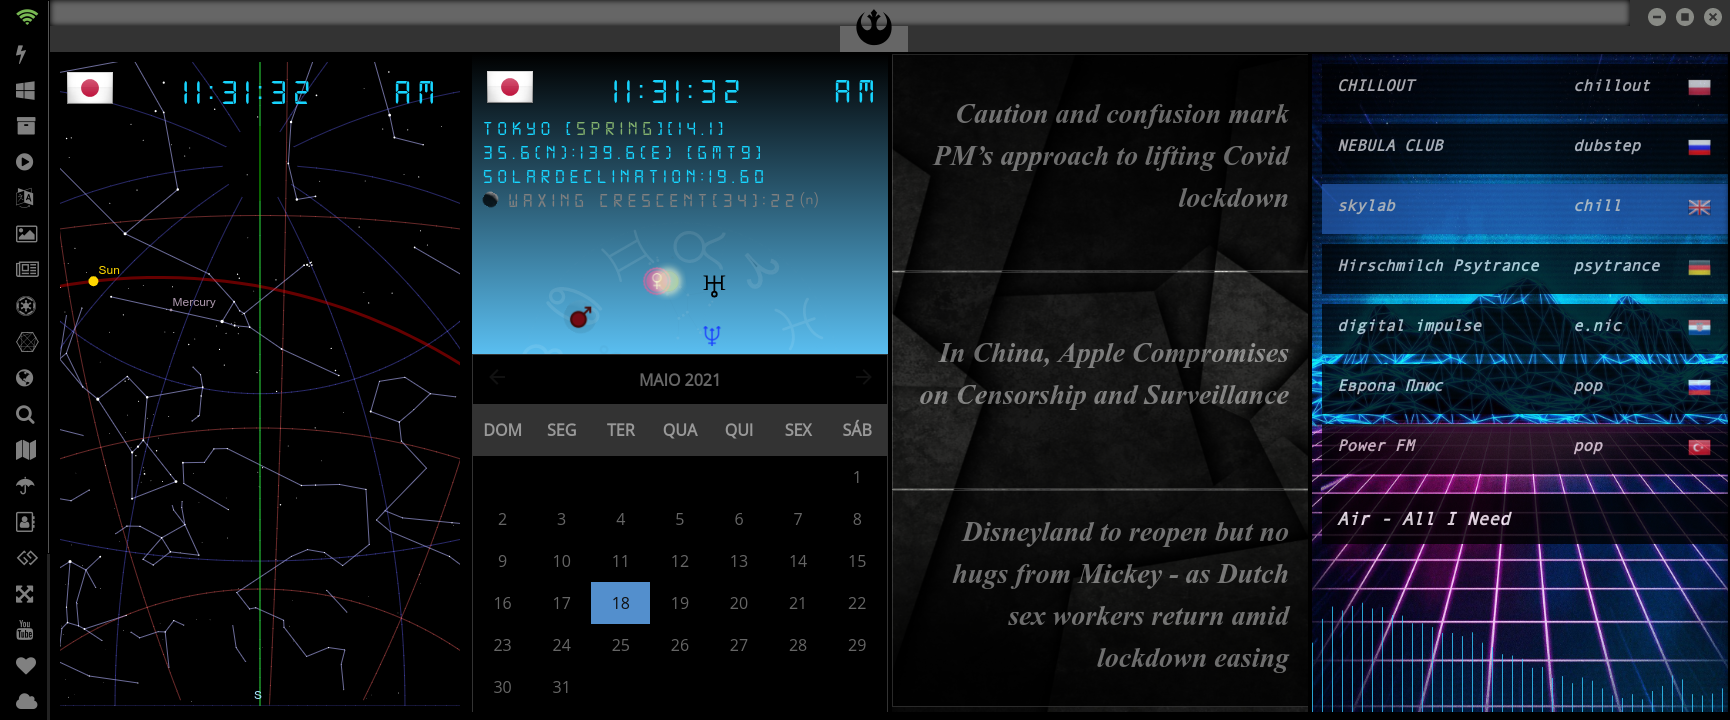 11:31:32 AM
Sun
Mercury
S
11:31:32 AM
TOKYO [SPRING][14.1]
35.6(N):139.6(E) [GMT9]
SOLARDECLINATION:19.60
WAXING CRESCENT[34]:22(n)
MAIO 2021
DOM SEG TER QUA QUI SEX SÁB
1
2 3 4 5 6 7 8
9 10 11 12 13 14 15
16 17 18 19 20 21 22
23 24 25 26 27 28 29
30 31
Caution and confusion mark
PM’s approach to lifting Covid
lockdown
In China, Apple Compromises
on Censorship and Surveillance
Disneyland to reopen but no
hugs from Mickey - as Dutch
sex workers return amid
lockdown easing
CHILLOUT chillout
NEBULA CLUB dubstep
skylab chill
Hirschmilch Psytrance psytrance
digital impulse e.nic
Европа Плюс pop
Power FM pop
Air - All I Need
You
Tube